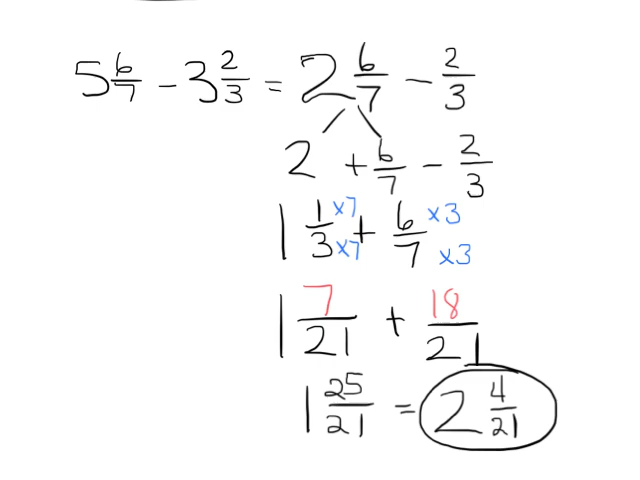 5 6/7 − 3 2/3 = 2 6/7 − 2/3
2 + 6/7 − 2/3
1 1/3 ×7 ×7 + 6/7 ×3 ×3
1 7/21 + 18/21
1 25/21 = 2 4/21